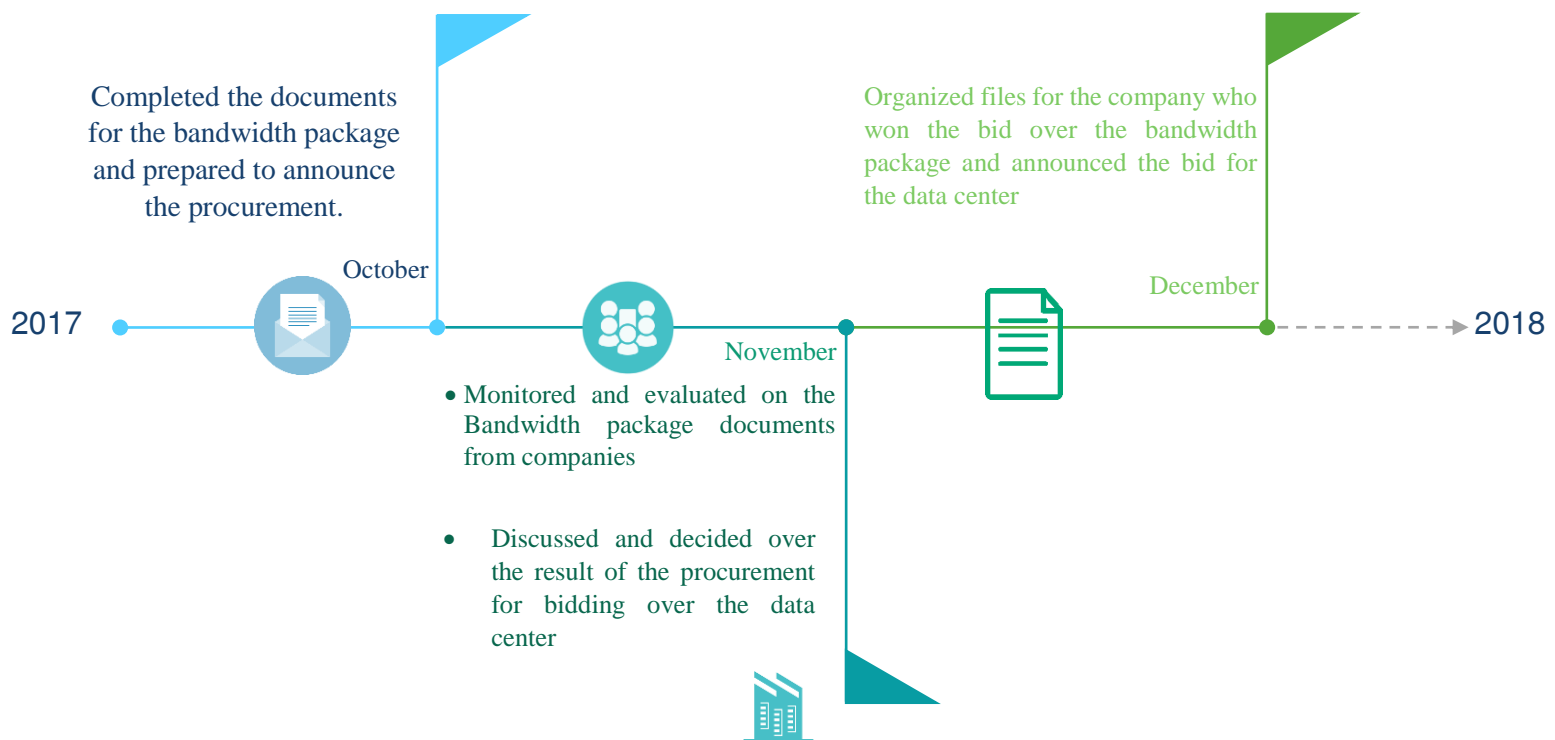 Completed the documents
for the bandwidth package
and prepared to announce
the procurement.
October
Organized files for the company who
won the bid over the bandwidth
package and announced the bid for
the data center
December
2017
2018
November
• Monitored and evaluated on the
Bandwidth package documents
from companies
• Discussed and decided over
the result of the procurement
for bidding over the data
center